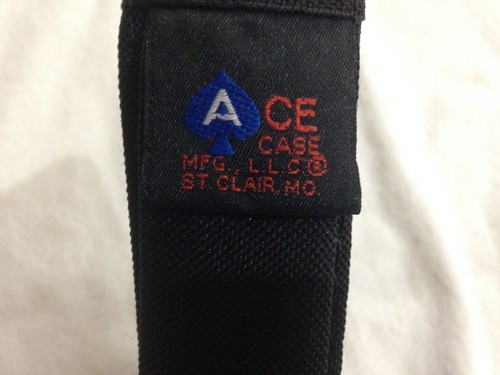 ACE
CASE
MFG., L.L.C.®
ST. CLAIR, MO.